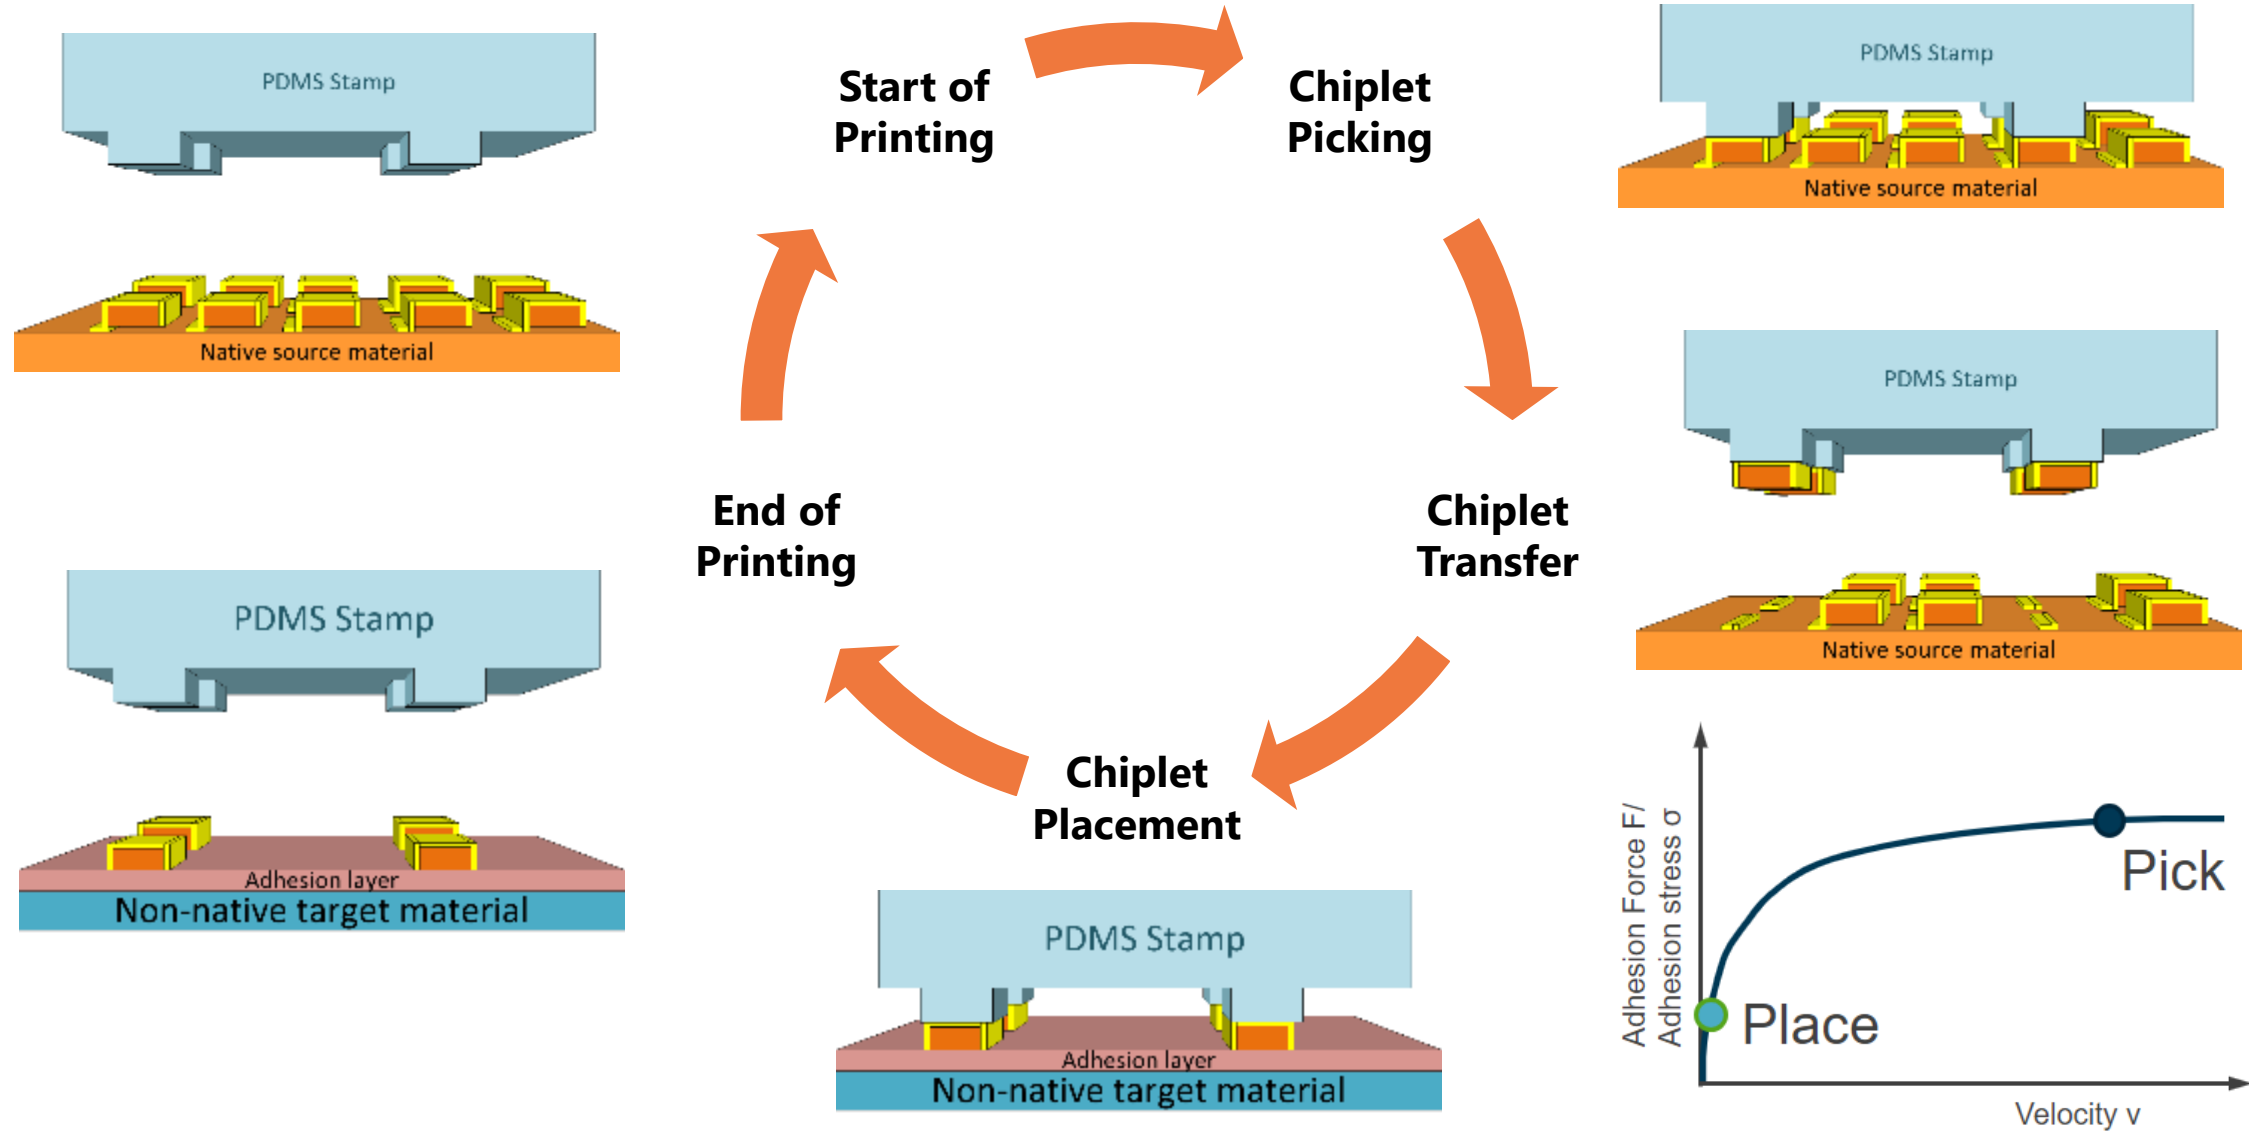 PDMS Stamp
Native source material
Start of
Printing
Chiplet
Picking
PDMS Stamp
Native source material
Chiplet
Transfer
PDMS Stamp
Native source material
Chiplet
Placement
PDMS Stamp
Adhesion layer
Non-native target material
End of
Printing
PDMS Stamp
Adhesion layer
Non-native target material
Adhesion Force F/
Adhesion stress σ
Pick
Place
Velocity v